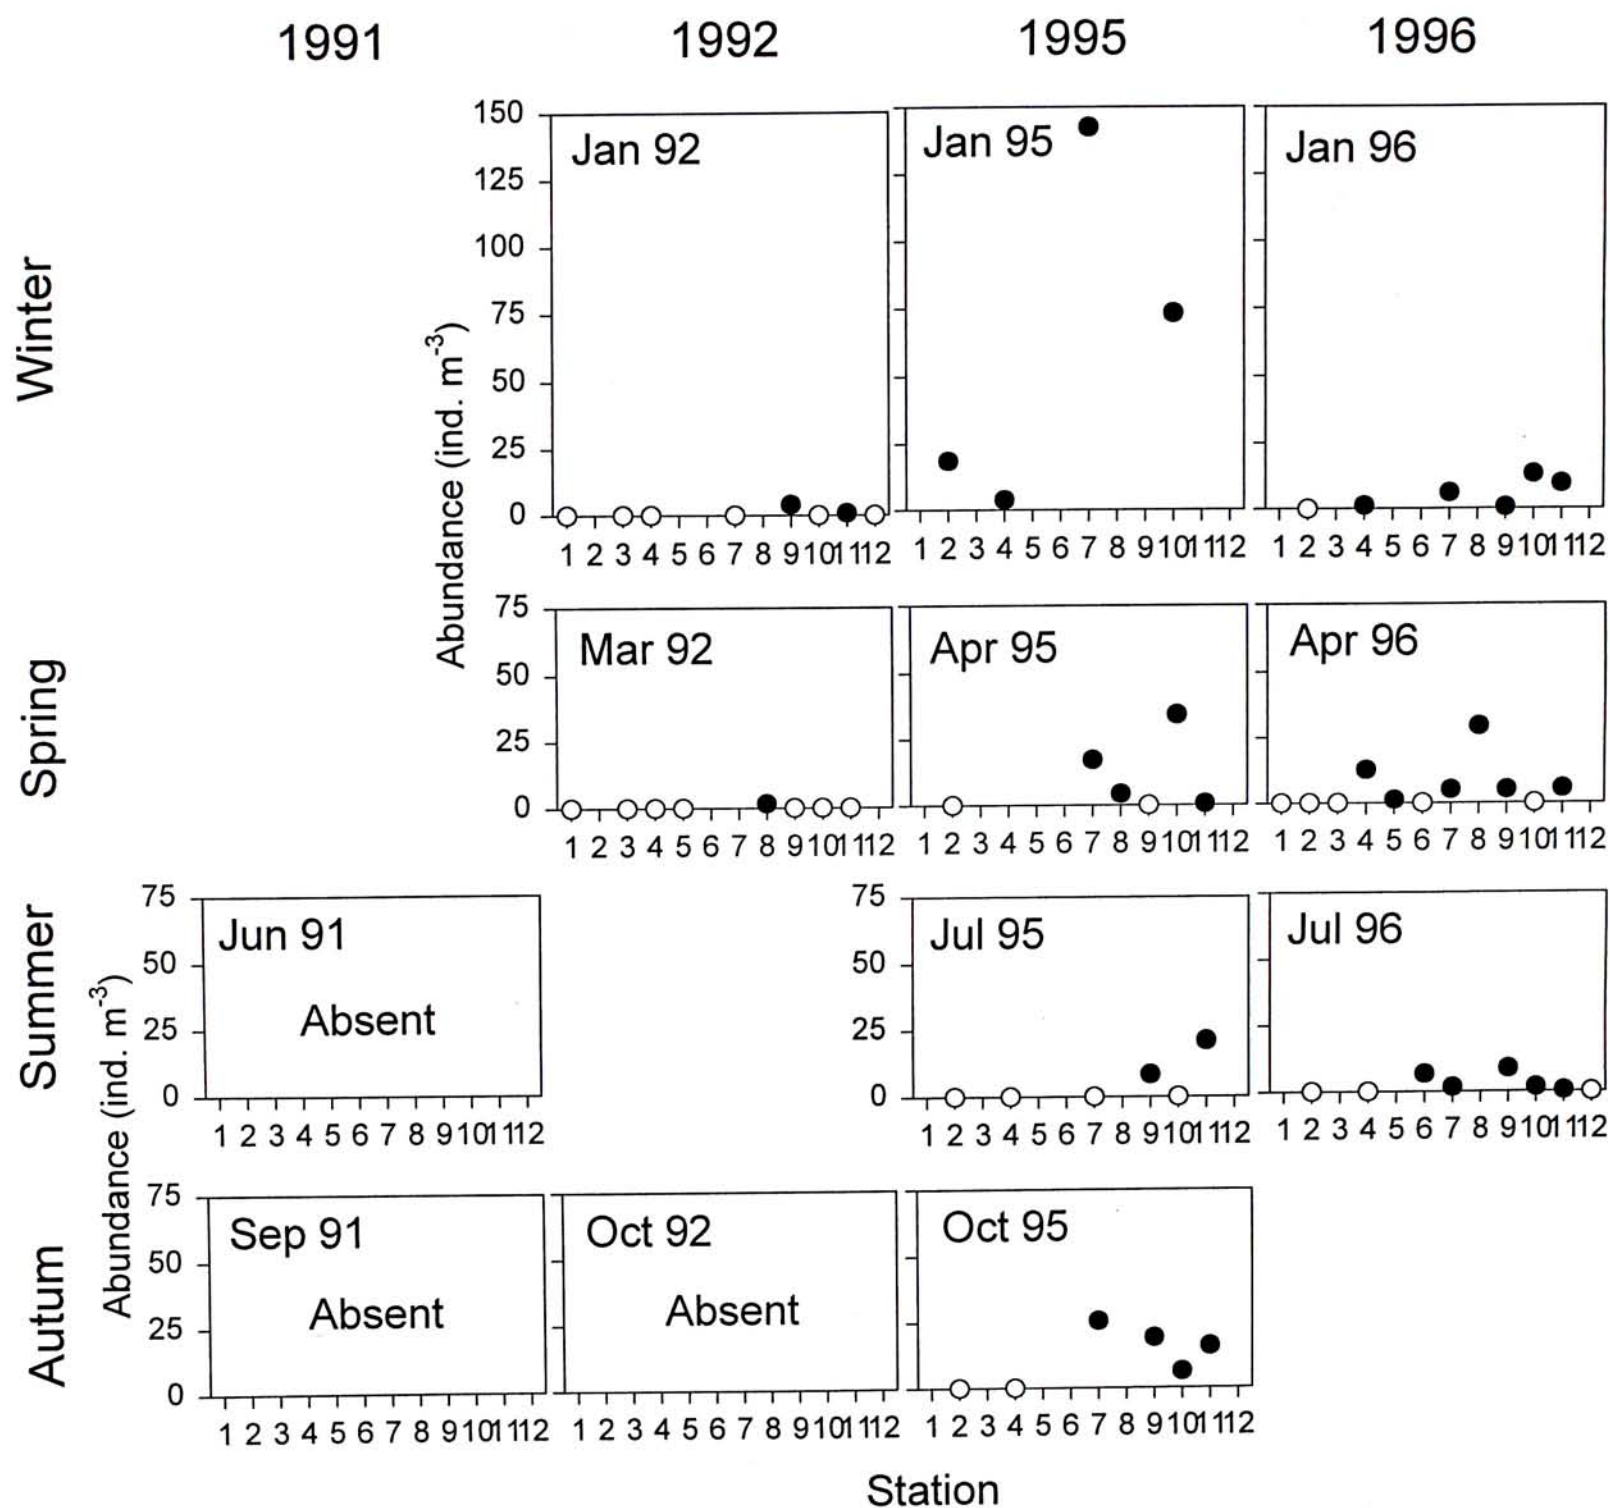 1991 1992 1995 1996
Winter
Abundance (ind. m-3)
150
125
100
75
50
25
0
Jan 92
1 2 3 4 5 6 7 8 9 10 11 12
Jan 95
1 2 3 4 5 6 7 8 9 10 11 12
Jan 96
1 2 3 4 5 6 7 8 9 10 11 12
Spring
75
50
25
0
Mar 92
1 2 3 4 5 6 7 8 9 10 11 12
Apr 95
1 2 3 4 5 6 7 8 9 10 11 12
Apr 96
1 2 3 4 5 6 7 8 9 10 11 12
Summer
Abundance (ind. m-3)
75
50
25
0
Jun 91
Absent
1 2 3 4 5 6 7 8 9 10 11 12
75
50
25
0
Jul 95
1 2 3 4 5 6 7 8 9 10 11 12
Jul 96
1 2 3 4 5 6 7 8 9 10 11 12
Autum
75
50
25
0
Sep 91
Absent
1 2 3 4 5 6 7 8 9 10 11 12
Oct 92
Absent
1 2 3 4 5 6 7 8 9 10 11 12
Oct 95
1 2 3 4 5 6 7 8 9 10 11 12
Station